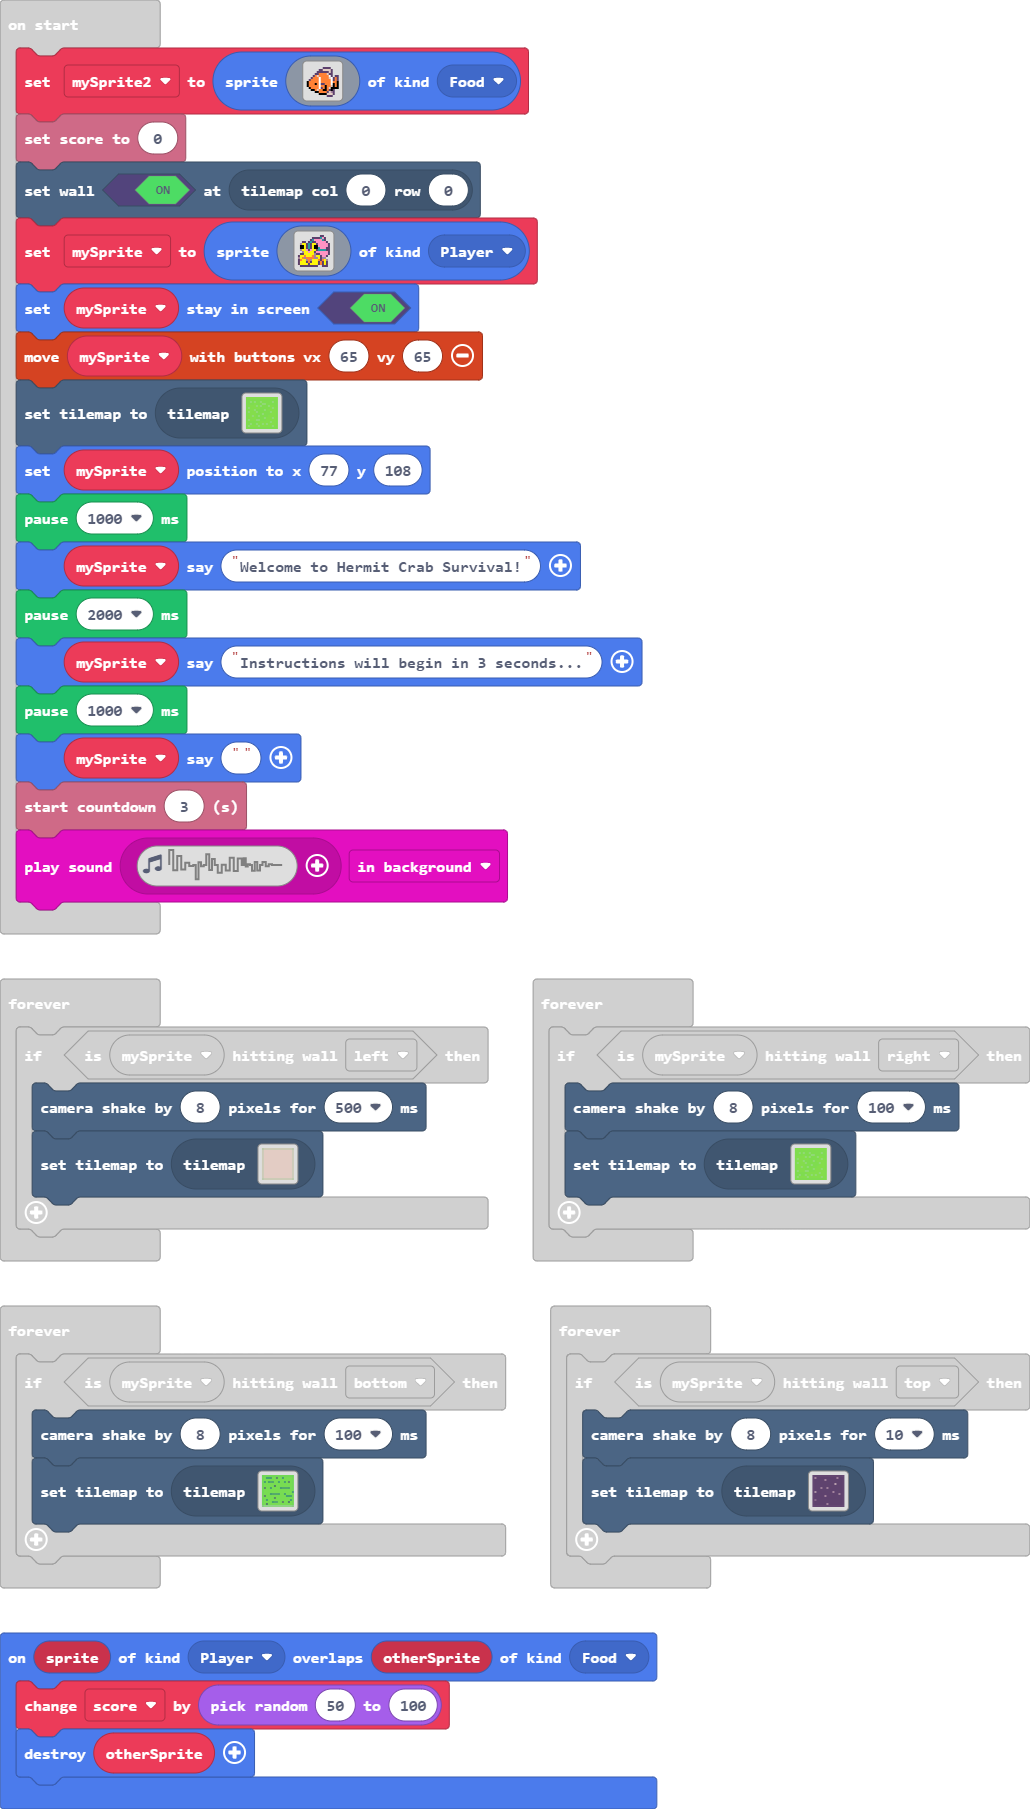 on start
set mySprite2 to sprite of kind Food
set score to 0
set wall ON at tilemap col 0 row 0
set mySprite to sprite of kind Player
set mySprite stay in screen ON
move mySprite with buttons vx 65 vy 65
set tilemap to tilemap
set mySprite position to x 77 y 108
pause 1000 ms
mySprite say "Welcome to Hermit Crab Survival!"
pause 2000 ms
mySprite say "Instructions will begin in 3 seconds..."
pause 1000 ms
mySprite say " "
start countdown 3 (s)
play sound in background
forever
if is mySprite hitting wall left then
camera shake by 8 pixels for 500 ms
set tilemap to tilemap
forever
if is mySprite hitting wall right then
camera shake by 8 pixels for 100 ms
set tilemap to tilemap
forever
if is mySprite hitting wall bottom then
camera shake by 8 pixels for 100 ms
set tilemap to tilemap
forever
if is mySprite hitting wall top then
camera shake by 8 pixels for 10 ms
set tilemap to tilemap
on sprite of kind Player overlaps otherSprite of kind Food
change score by pick random 50 to 100
destroy otherSprite